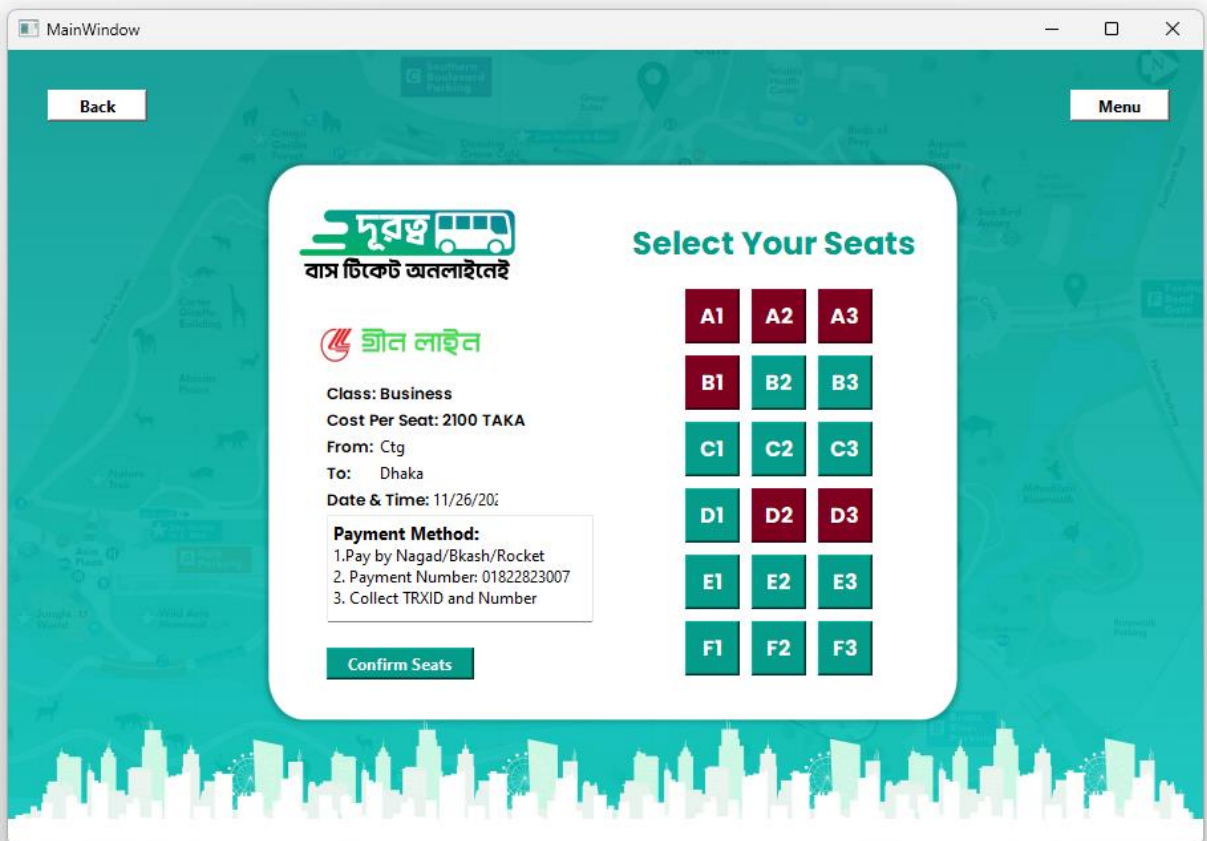 MainWindow
Back
Menu
দূরত্ব
বাস টিকেট অনলাইনেই
গ্রীন লাইন
Class: Business
Cost Per Seat: 2100 TAKA
From: Ctg
To: Dhaka
Date & Time: 11/26/202
Payment Method:
1.Pay by Nagad/Bkash/Rocket
2. Payment Number: 01822823007
3. Collect TRXID and Number
Confirm Seats
Select Your Seats
A1 A2 A3
B1 B2 B3
C1 C2 C3
D1 D2 D3
E1 E2 E3
F1 F2 F3